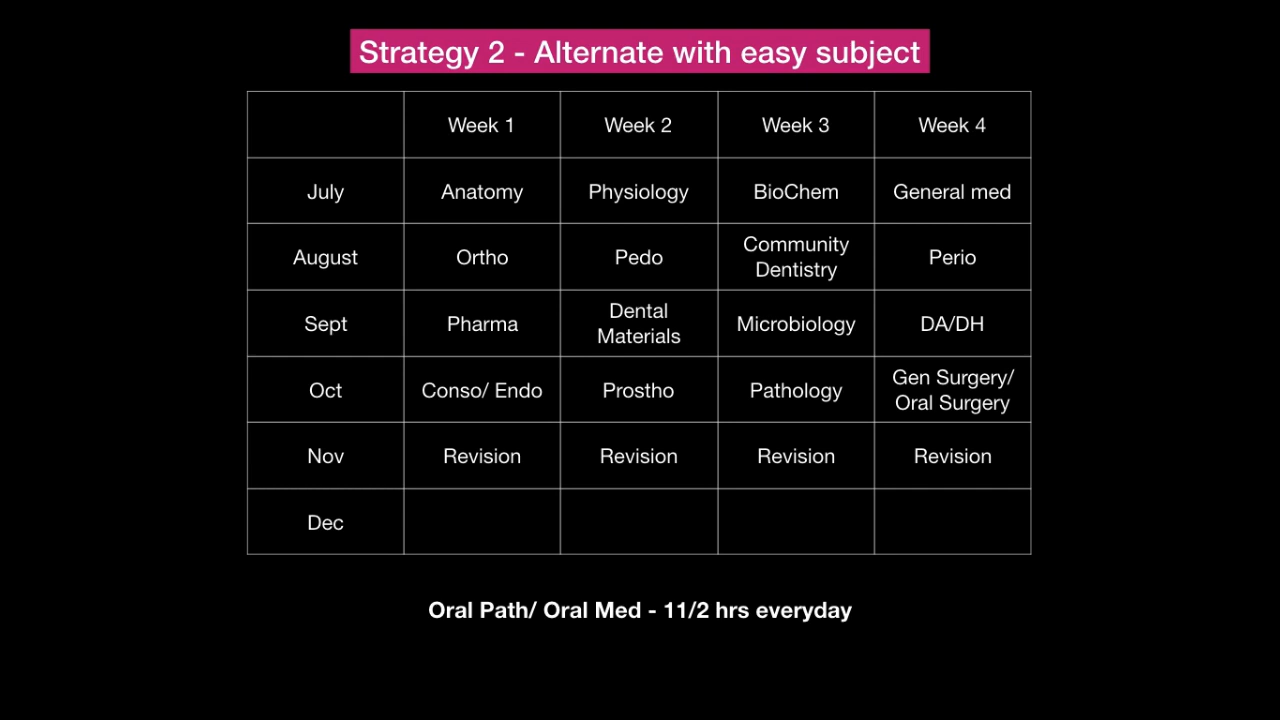 Strategy 2 - Alternate with easy subject
Week 1 Week 2 Week 3 Week 4
July Anatomy Physiology BioChem General med
August Ortho Pedo Community Dentistry Perio
Sept Pharma Dental Materials Microbiology DA/DH
Oct Conso/ Endo Prostho Pathology Gen Surgery/ Oral Surgery
Nov Revision Revision Revision Revision
Dec
Oral Path/ Oral Med - 11/2 hrs everyday